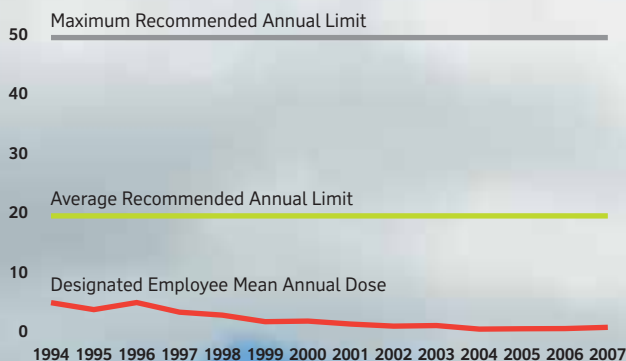 Maximum Recommended Annual Limit
50
40
30
20
Average Recommended Annual Limit
10
Designated Employee Mean Annual Dose
0
1994 1995 1996 1997 1998 1999 2000 2001 2002 2003 2004 2005 2006 2007